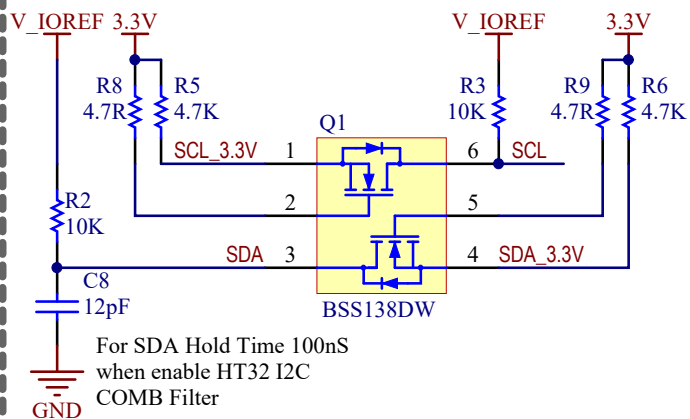 V_IOREF 3.3V V_IOREF 3.3V
R8 R5 R3 R9 R6
4.7R 4.7K 10K 4.7R 4.7K
Q1
SCL_3.3V 1 6 SCL
2 5
R2
10K
SDA 3 4 SDA_3.3V
C8
12pF BSS138DW
For SDA Hold Time 100nS
when enable HT32 I2C
COMB Filter
GND